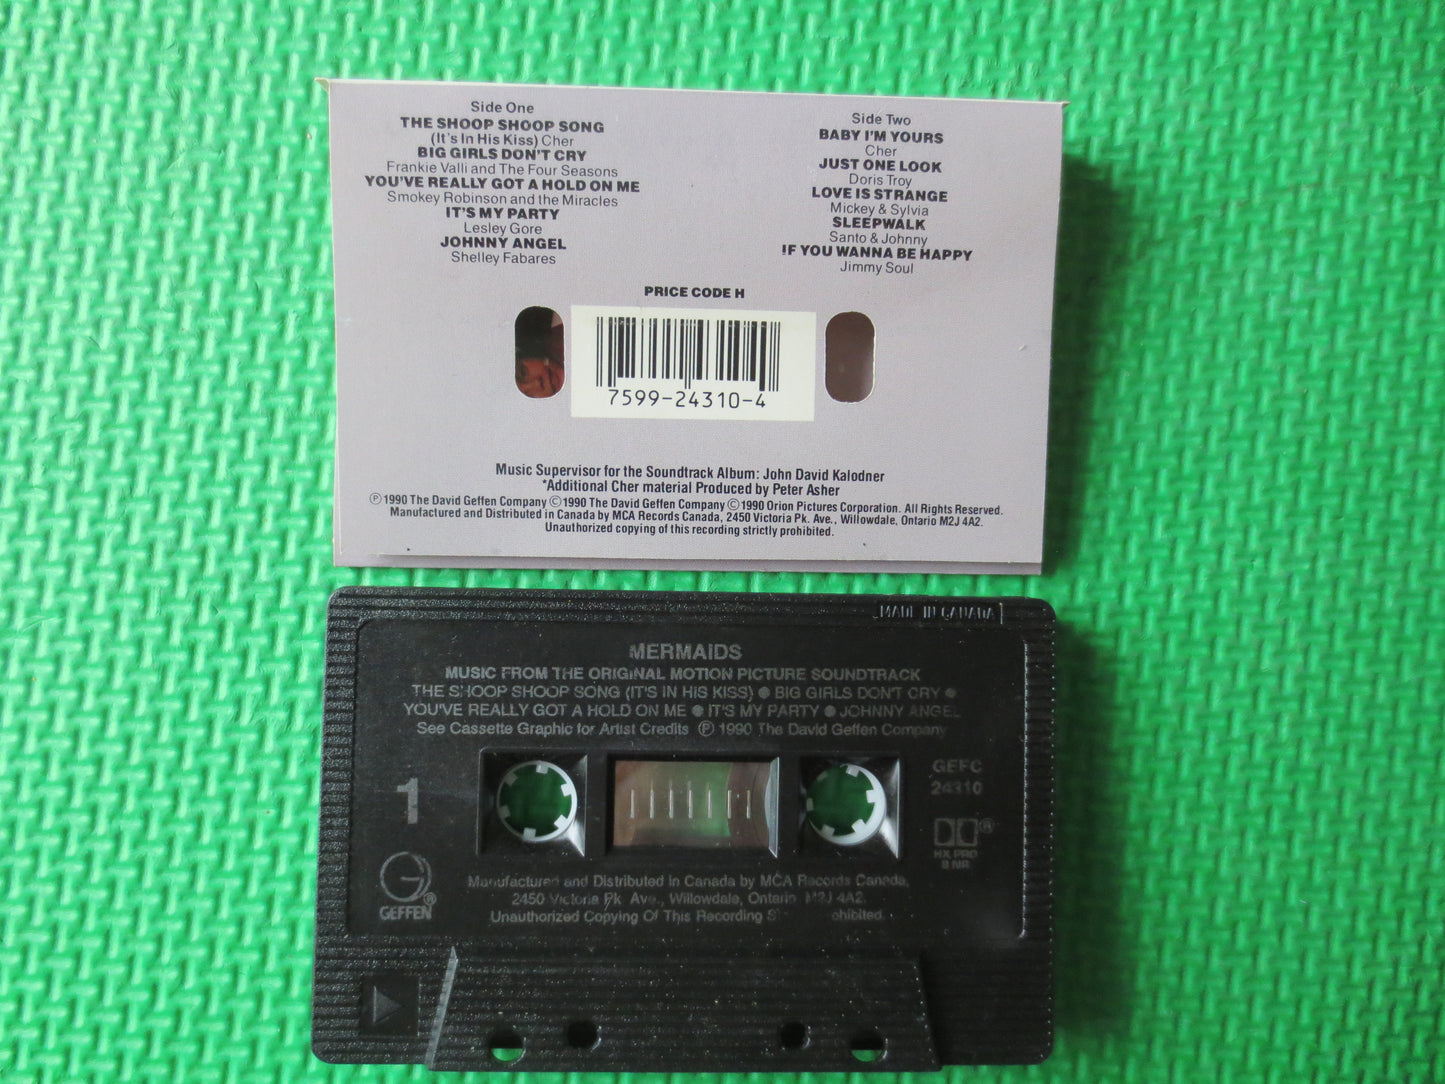 Side One
THE SHOOP SHOOP SONG
(It's In His Kiss) Cher
BIG GIRLS DON'T CRY
Frankie Valli and The Four Seasons
YOU'VE REALLY GOT A HOLD ON ME
Smokey Robinson and the Miracles
IT'S MY PARTY
Lesley Gore
JOHNNY ANGEL
Shelley Fabares
Side Two
BABY I'M YOURS
Cher
JUST ONE LOOK
Doris Troy
LOVE IS STRANGE
Mickey & Sylvia
SLEEPWALK
Santo & Johnny
IF YOU WANNA BE HAPPY
Jimmy Soul
PRICE CODE H
7599-24310-4
Music Supervisor for the Soundtrack Album: John David Kalodner
*Additional Cher material Produced by Peter Asher
Ⓟ1990 The David Geffen Company ©1990 The David Geffen Company ©1990 Orion Pictures Corporation. All Rights Reserved.
Manufactured and Distributed in Canada by MCA Records Canada, 2450 Victoria Pk. Ave., Willowdale, Ontario M2J 4A2.
Unauthorized copying of this recording strictly prohibited.
MADE IN CANADA
MERMAIDS
MUSIC FROM THE ORIGINAL MOTION PICTURE SOUNDTRACK
THE SHOOP SHOOP SONG (IT'S IN HIS KISS) ● BIG GIRLS DON'T CRY ●
YOU'VE REALLY GOT A HOLD ON ME ● IT'S MY PARTY ● JOHNNY ANGEL
See Cassette Graphic for Artist Credits Ⓟ 1990 The David Geffen Company
1
GEFC
24310
HX PRO
B NR
G
GEFFEN®
Manufactured and Distributed in Canada by MCA Records Canada,
2450 Victoria Pk. Ave., Willowdale, Ontario M2J 4A2.
Unauthorized Copying Of This Recording S ohibited.